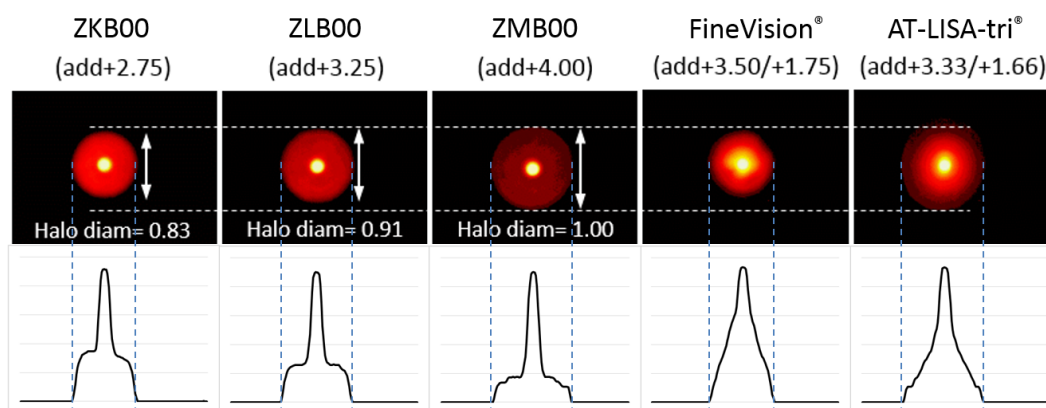 ZKB00
(add+2.75)
ZLB00
(add+3.25)
ZMB00
(add+4.00)
FineVision®
(add+3.50/+1.75)
AT-LISA-tri®
(add+3.33/+1.66)
Halo diam= 0.83
Halo diam= 0.91
Halo diam= 1.00